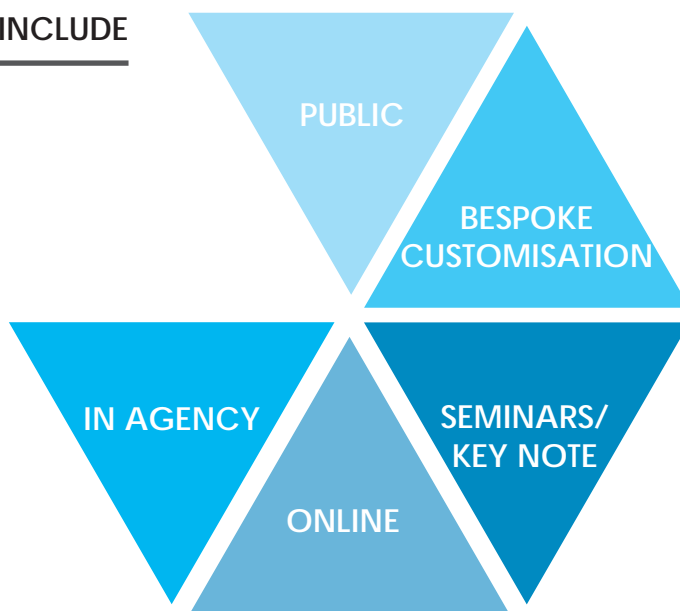 INCLUDE
PUBLIC
BESPOKE
CUSTOMISATION
IN AGENCY
SEMINARS/
KEY NOTE
ONLINE